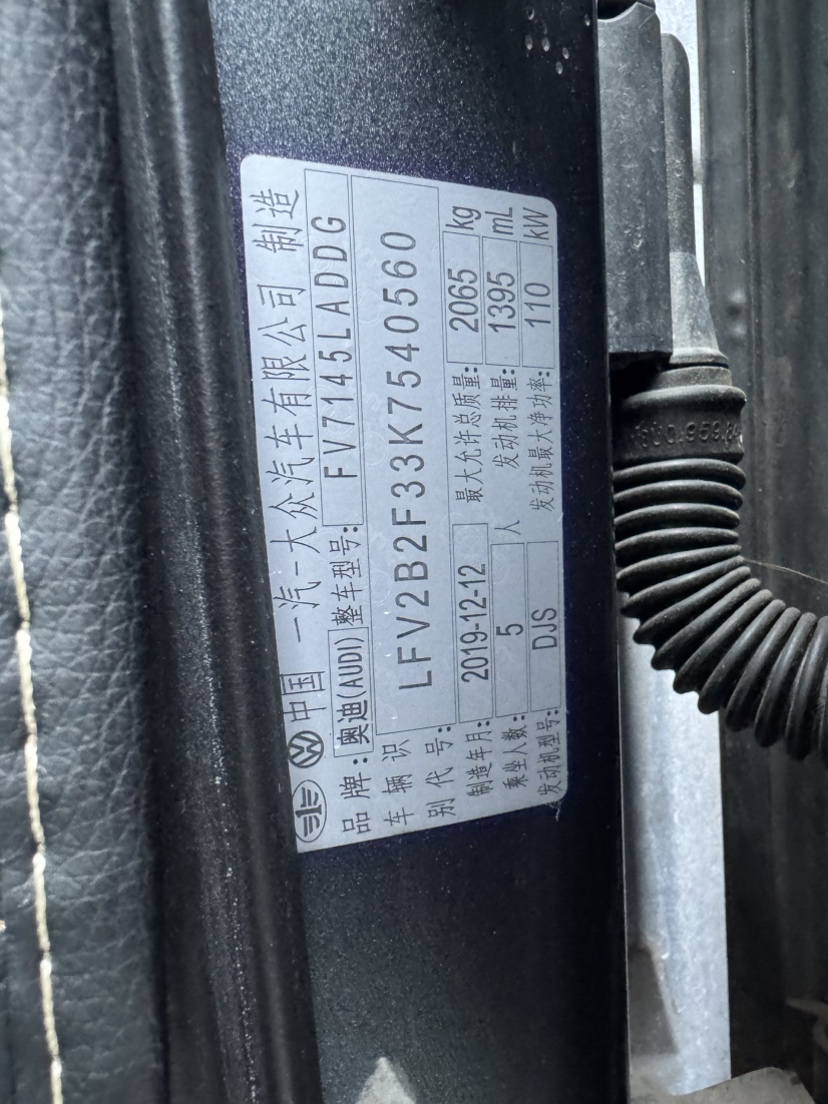 中国 一汽-大众汽车有限公司 制造
品牌:奥迪(AUDI) 整车型号: FV7145LADDG
车辆识别代号: LFV2B2F33K7540560
制造年月: 2019-12-12 最大允许总质量: 2065 kg
乘坐人数: 5 人 发动机排量: 1395 mL
发动机型号: DJS 发动机最大净功率: 110 kW